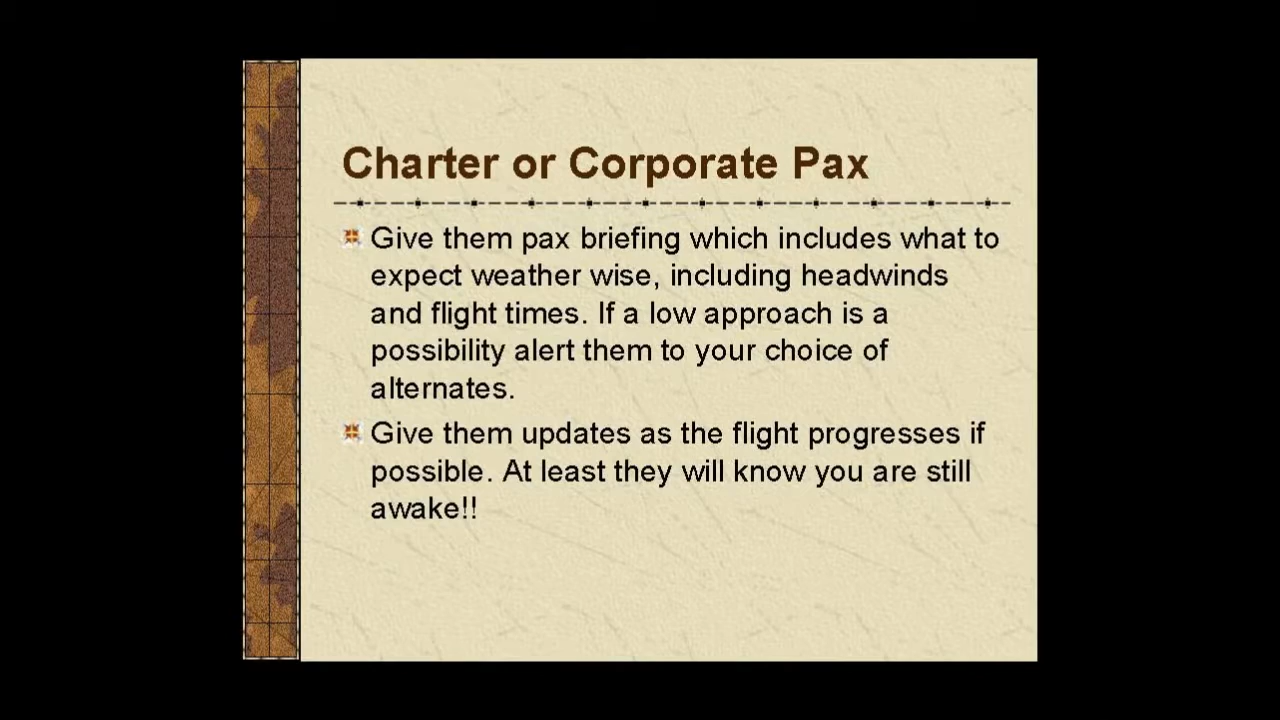 Charter or Corporate Pax
Give them pax briefing which includes what to
expect weather wise, including headwinds
and flight times. If a low approach is a
possibility alert them to your choice of
alternates.
Give them updates as the flight progresses if
possible. At least they will know you are still
awake!!